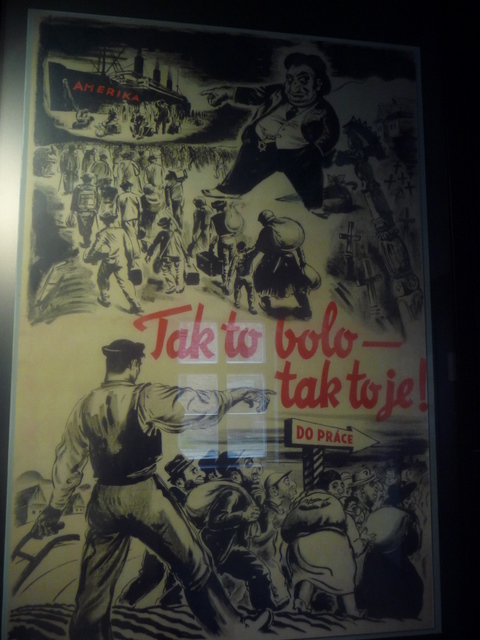 AMERIKA
Tak to bolo –
tak to je!
DO PRÁCE